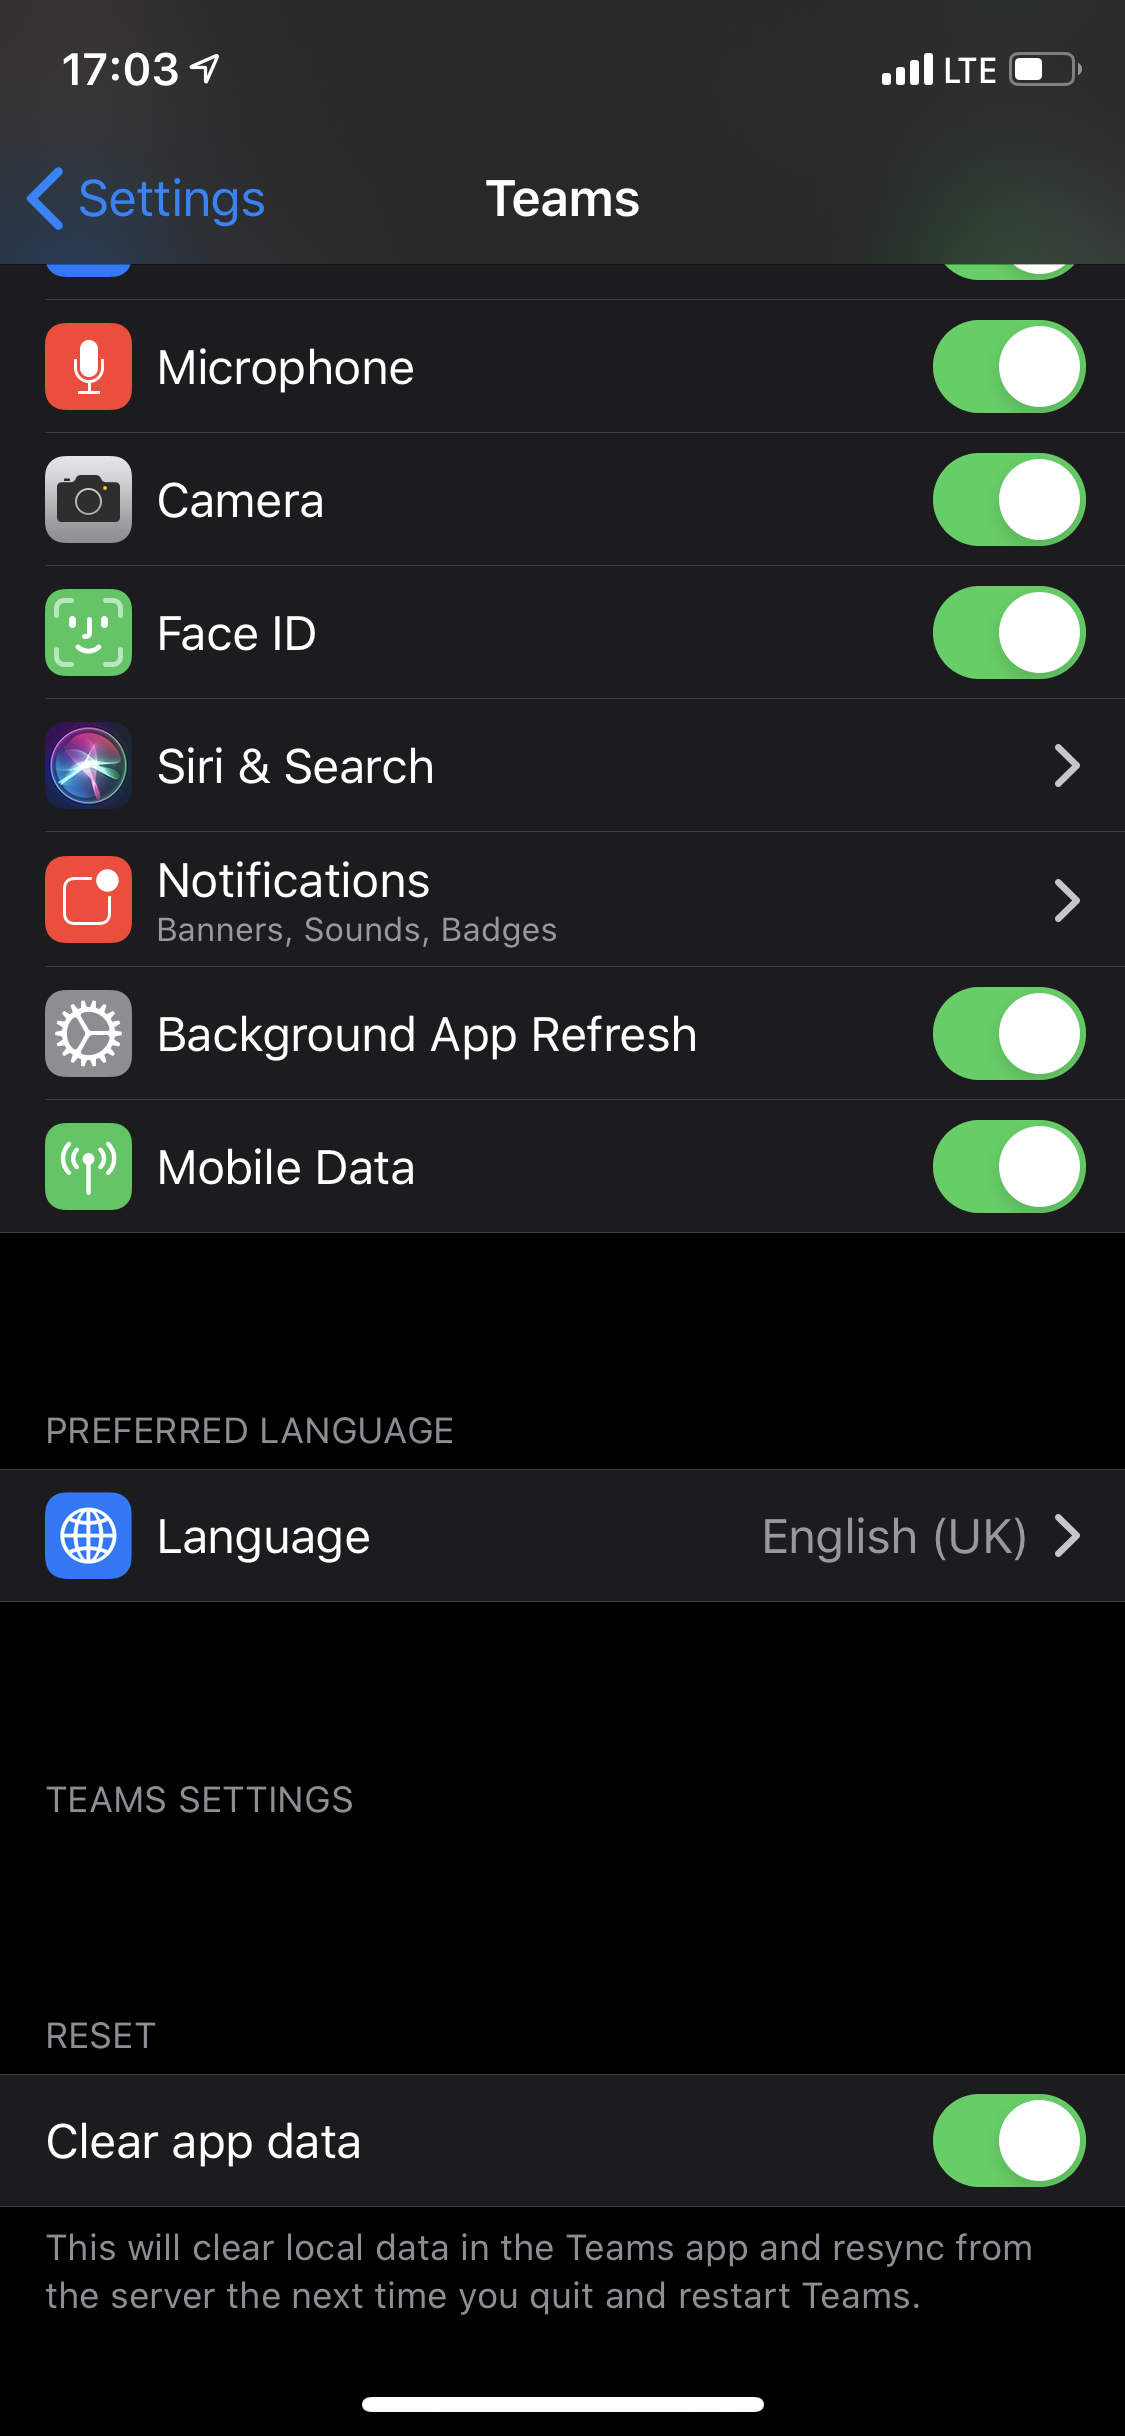 17:03
LTE
Settings
Teams
Microphone
Camera
Face ID
Siri & Search
Notifications
Banners, Sounds, Badges
Background App Refresh
Mobile Data
PREFERRED LANGUAGE
Language
English (UK)
TEAMS SETTINGS
RESET
Clear app data
This will clear local data in the Teams app and resync from
the server the next time you quit and restart Teams.